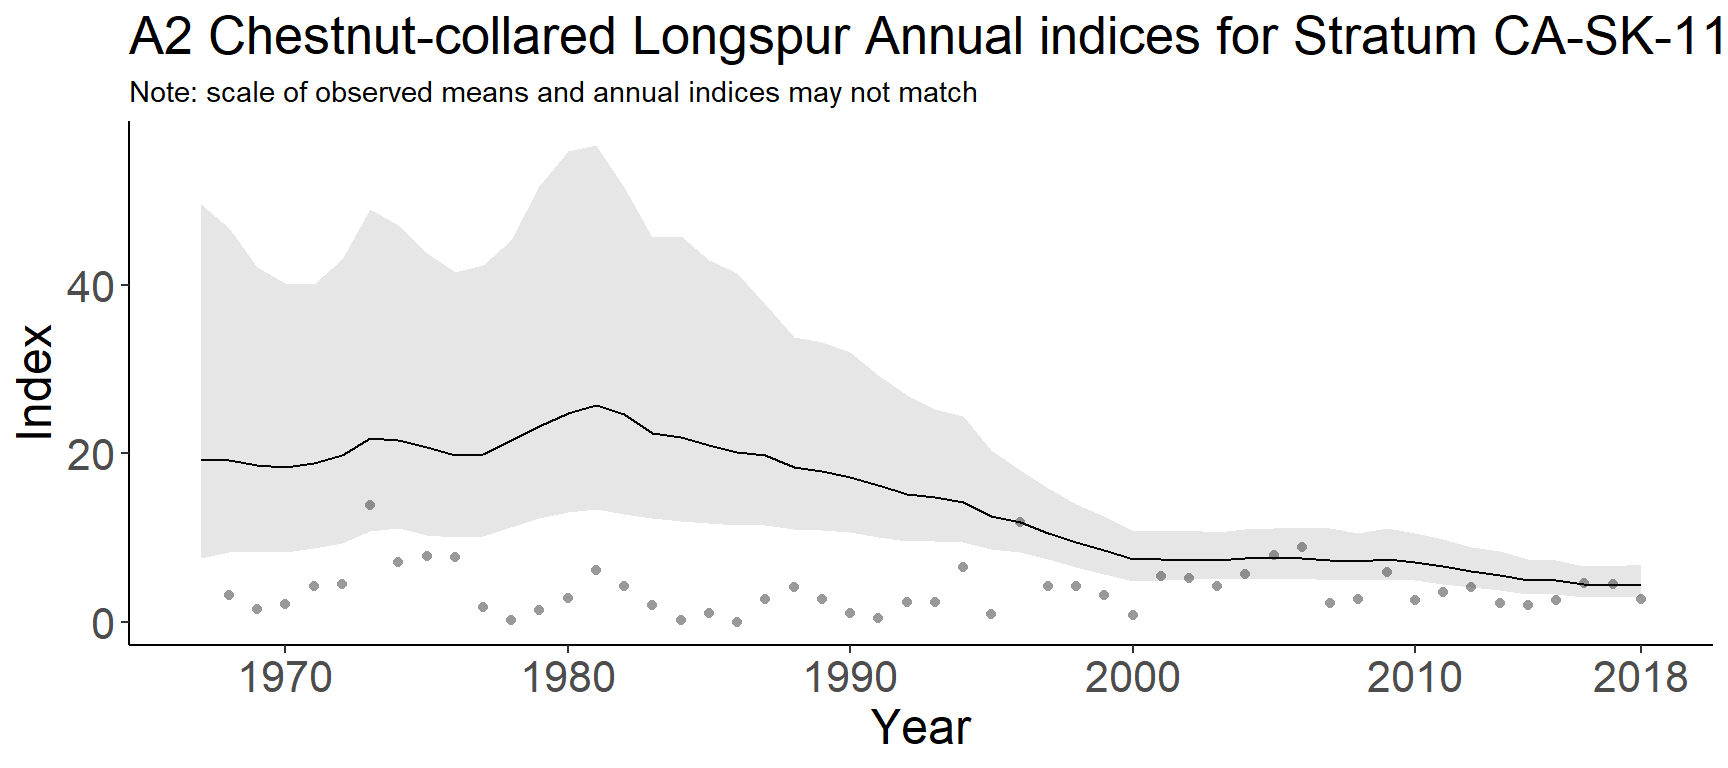 A2 Chestnut-collared Longspur Annual indices for Stratum CA-SK-11
Note: scale of observed means and annual indices may not match
40
20
0
Index
1970 1980 1990 2000 2010 2018
Year